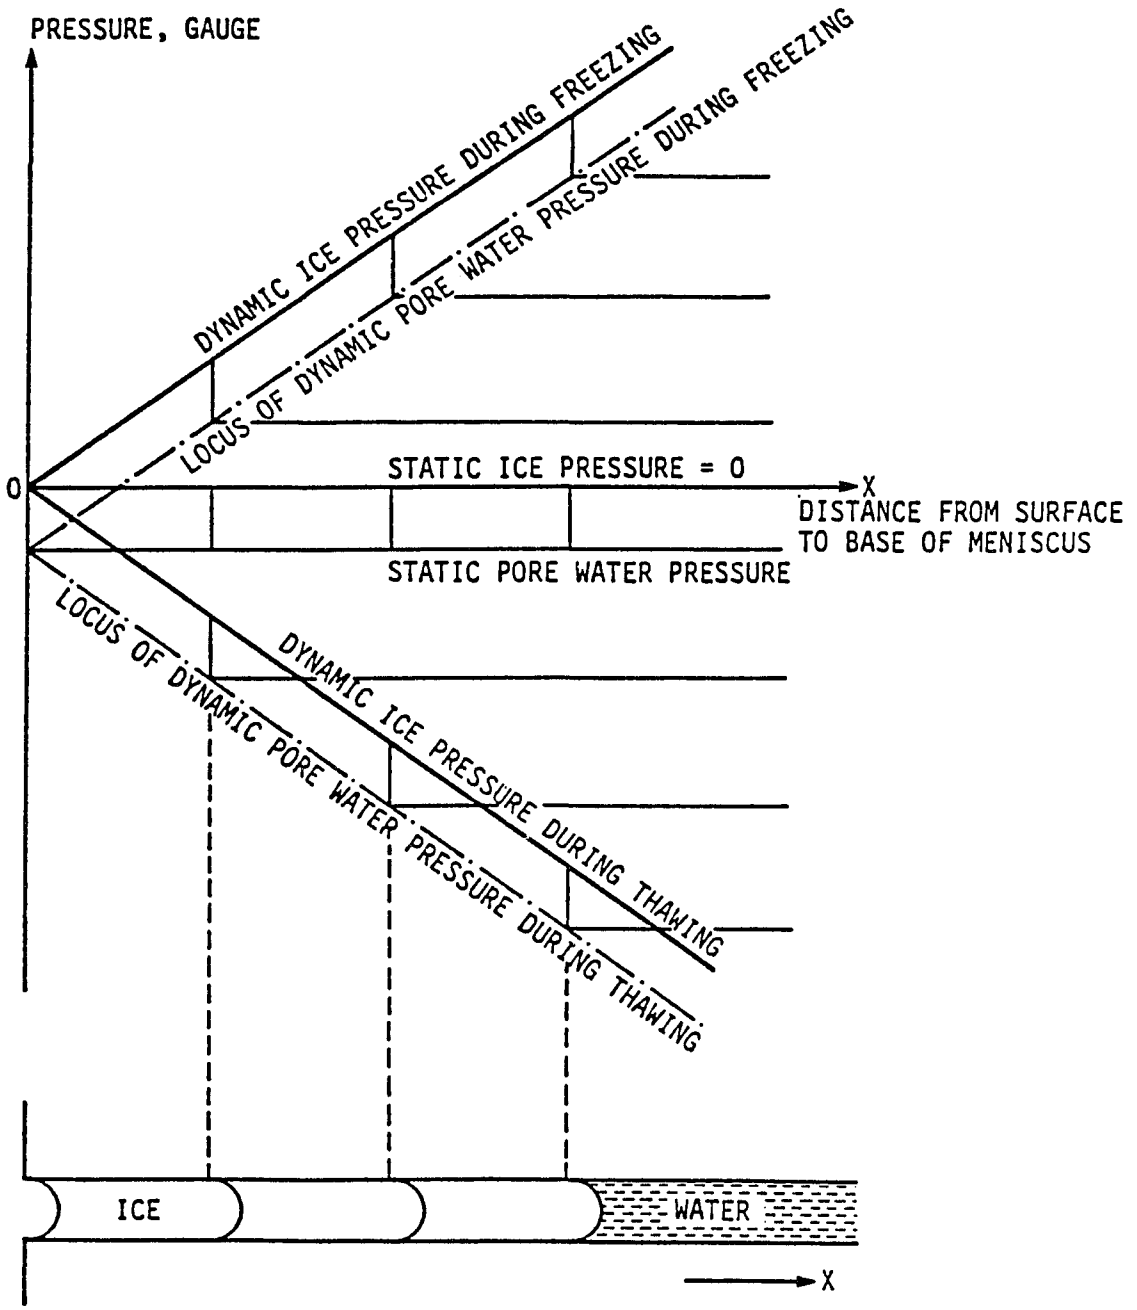 PRESSURE, GAUGE
DYNAMIC ICE PRESSURE DURING FREEZING
LOCUS OF DYNAMIC PORE WATER PRESSURE DURING FREEZING
STATIC ICE PRESSURE = 0
0
X
DISTANCE FROM SURFACE
TO BASE OF MENISCUS
STATIC PORE WATER PRESSURE
DYNAMIC ICE PRESSURE DURING THAWING
LOCUS OF DYNAMIC PORE WATER PRESSURE DURING THAWING
ICE
WATER
X